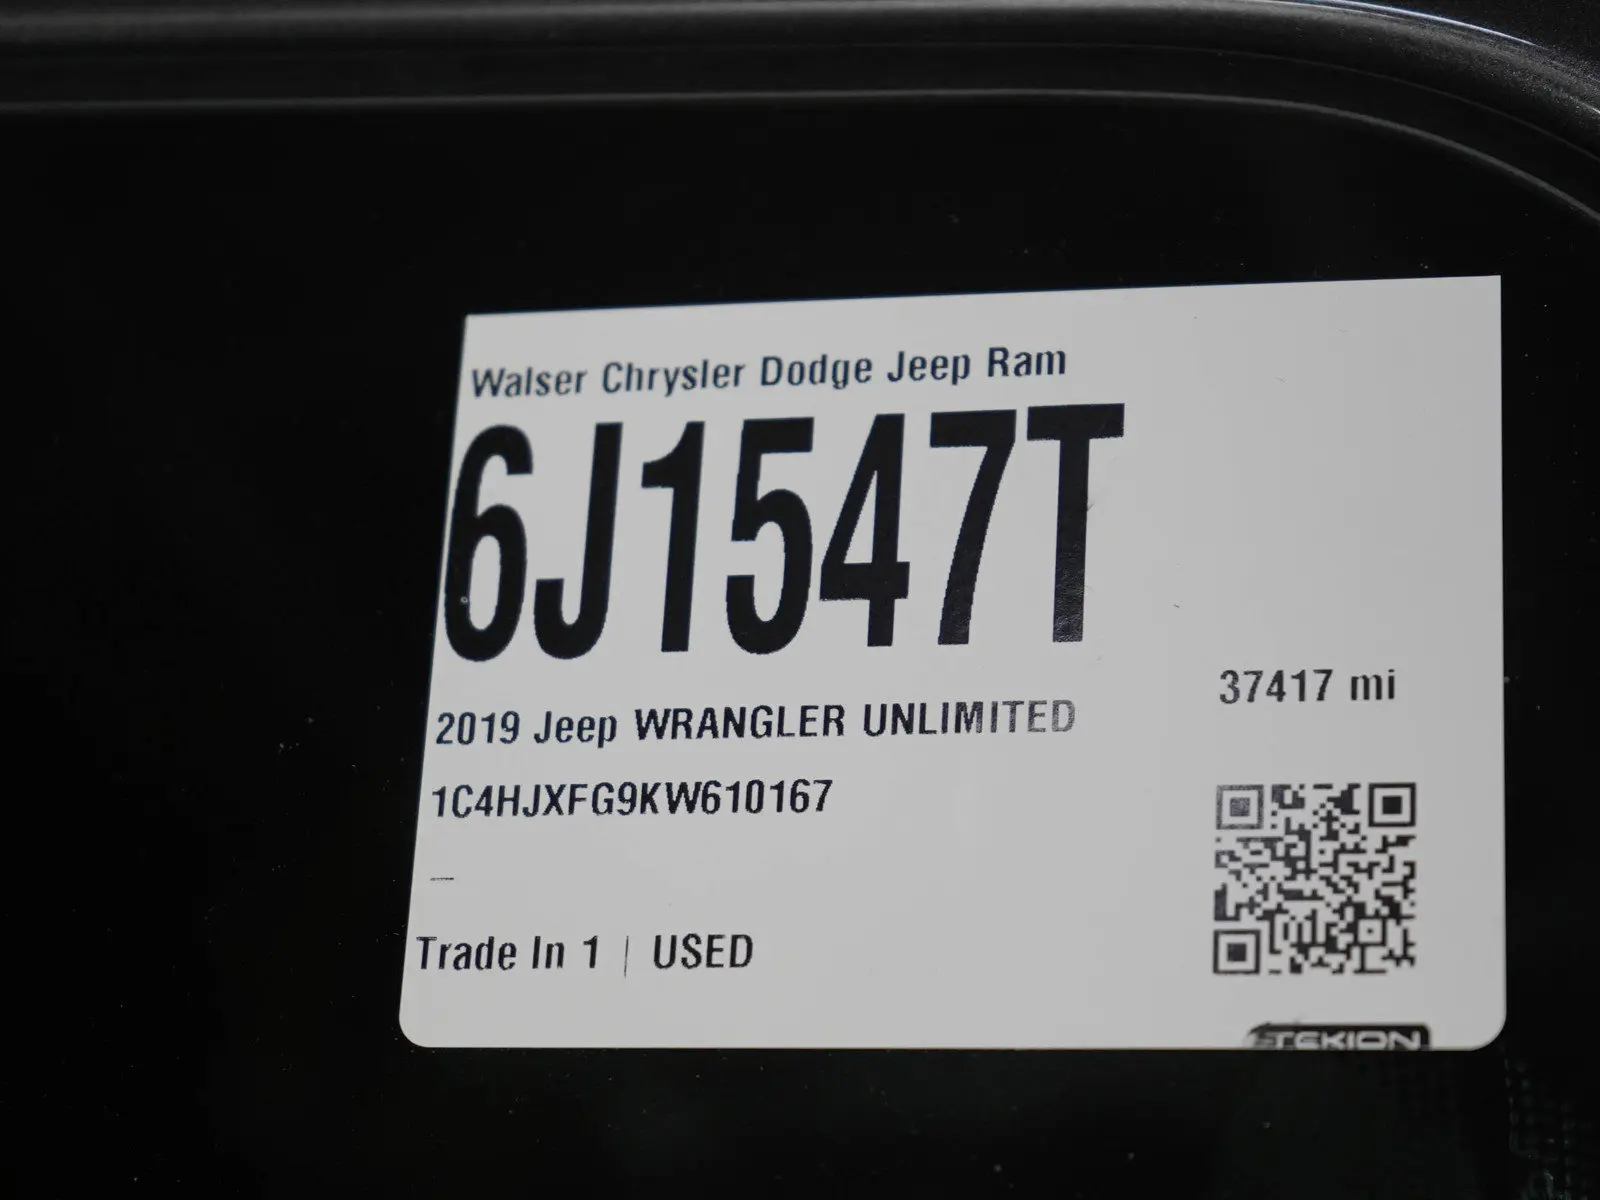 Walser Chrysler Dodge Jeep Ram
6J1547T
2019 Jeep WRANGLER UNLIMITED
37417 mi
1C4HJXFG9KW610167
–
Trade In 1 | USED
TEKION